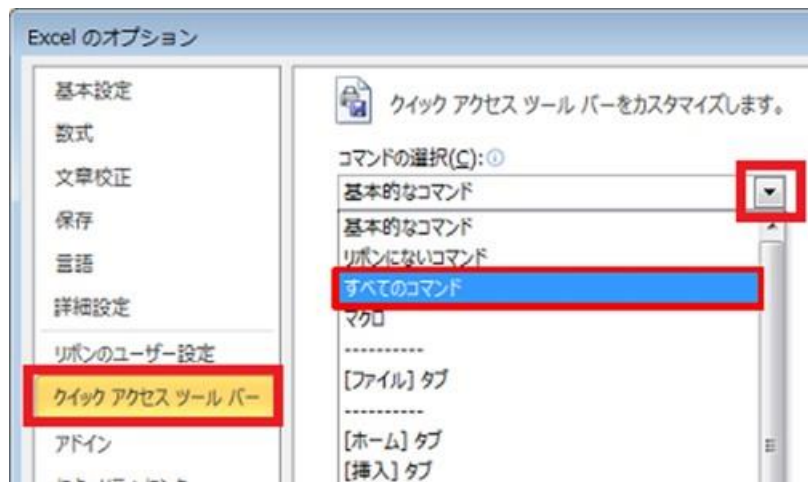 Excel のオプション
基本設定
数式
文章校正
保存
言語
詳細設定
リボンのユーザー設定
クイック アクセス ツール バー
アドイン
クイック アクセス ツール バーをカスタマイズします。
コマンドの選択(C):
基本的なコマンド
基本的なコマンド
リボンにないコマンド
すべてのコマンド
マクロ
----------
[ファイル] タブ
----------
[ホーム] タブ
[挿入] タブ